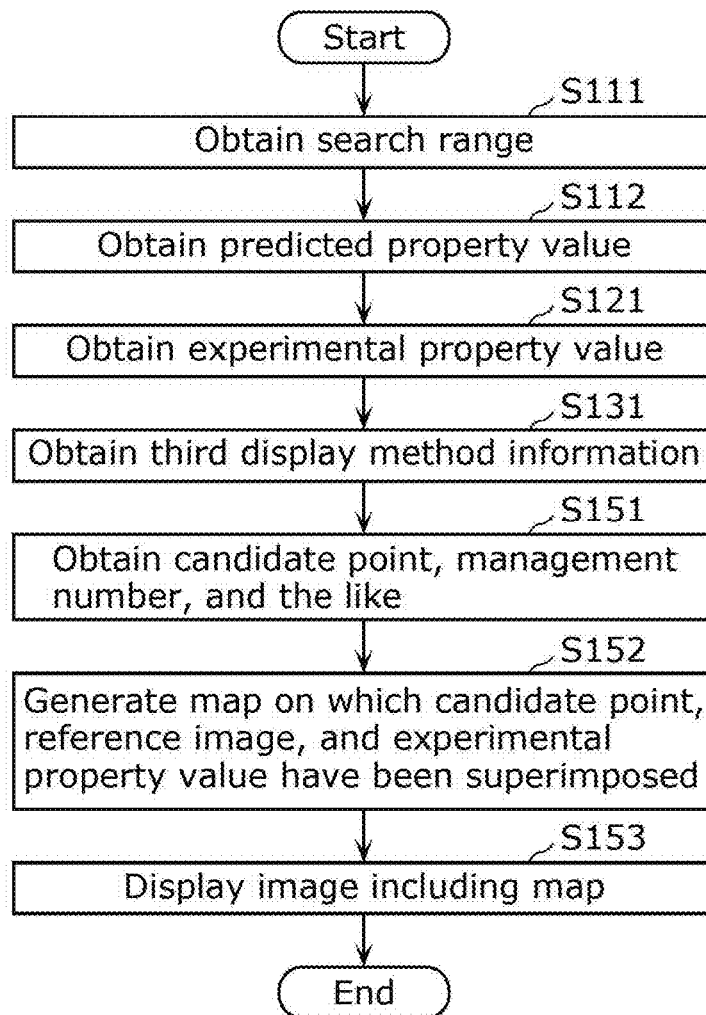 Start
S111
Obtain search range
S112
Obtain predicted property value
S121
Obtain experimental property value
S131
Obtain third display method information
S151
Obtain candidate point, management
number, and the like
S152
Generate map on which candidate point,
reference image, and experimental
property value have been superimposed
S153
Display image including map
End